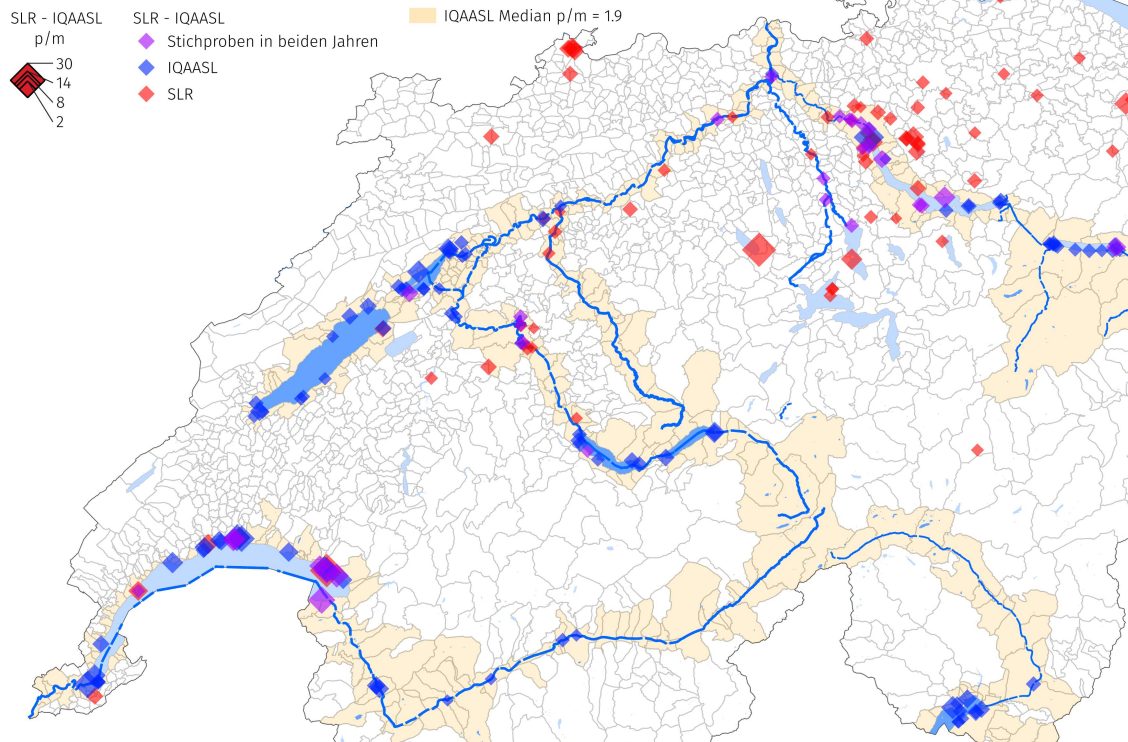 SLR - IQAASL
p/m
30
14
8
2
SLR - IQAASL
Stichproben in beiden Jahren
IQAASL
SLR
IQAASL Median p/m = 1.9